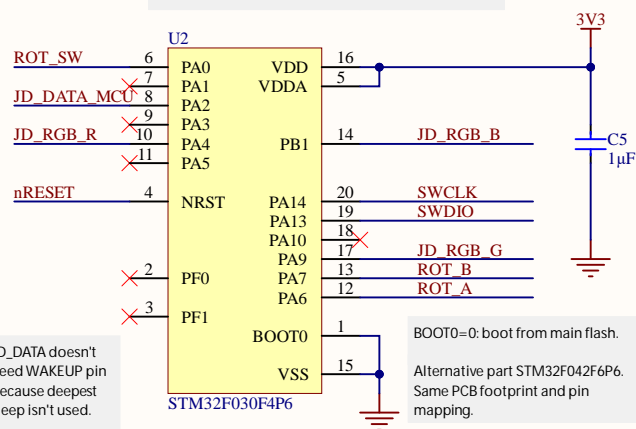 3V3
U2
ROT_SW 6 PA0 VDD 16
7 PA1 VDDA 5
JD_DATA_MCU 8 PA2
9 PA3
JD_RGB_R 10 PA4 PB1 14 JD_RGB_B
C5
1µF
11 PA5
nRESET 4 NRST PA14 20 SWCLK
PA13 19 SWDIO
PA10 18
PA9 17 JD_RGB_G
2 PF0 PA7 13 ROT_B
PA6 12 ROT_A
3 PF1
BOOT0 1
VSS 15
STM32F030F4P6
D_DATA doesn't
eed WAKEUP pin
ecause deepest
eep isn't used.
BOOT0=0: boot from main flash.
Alternative part STM32F042F6P6.
Same PCB footprint and pin
mapping.